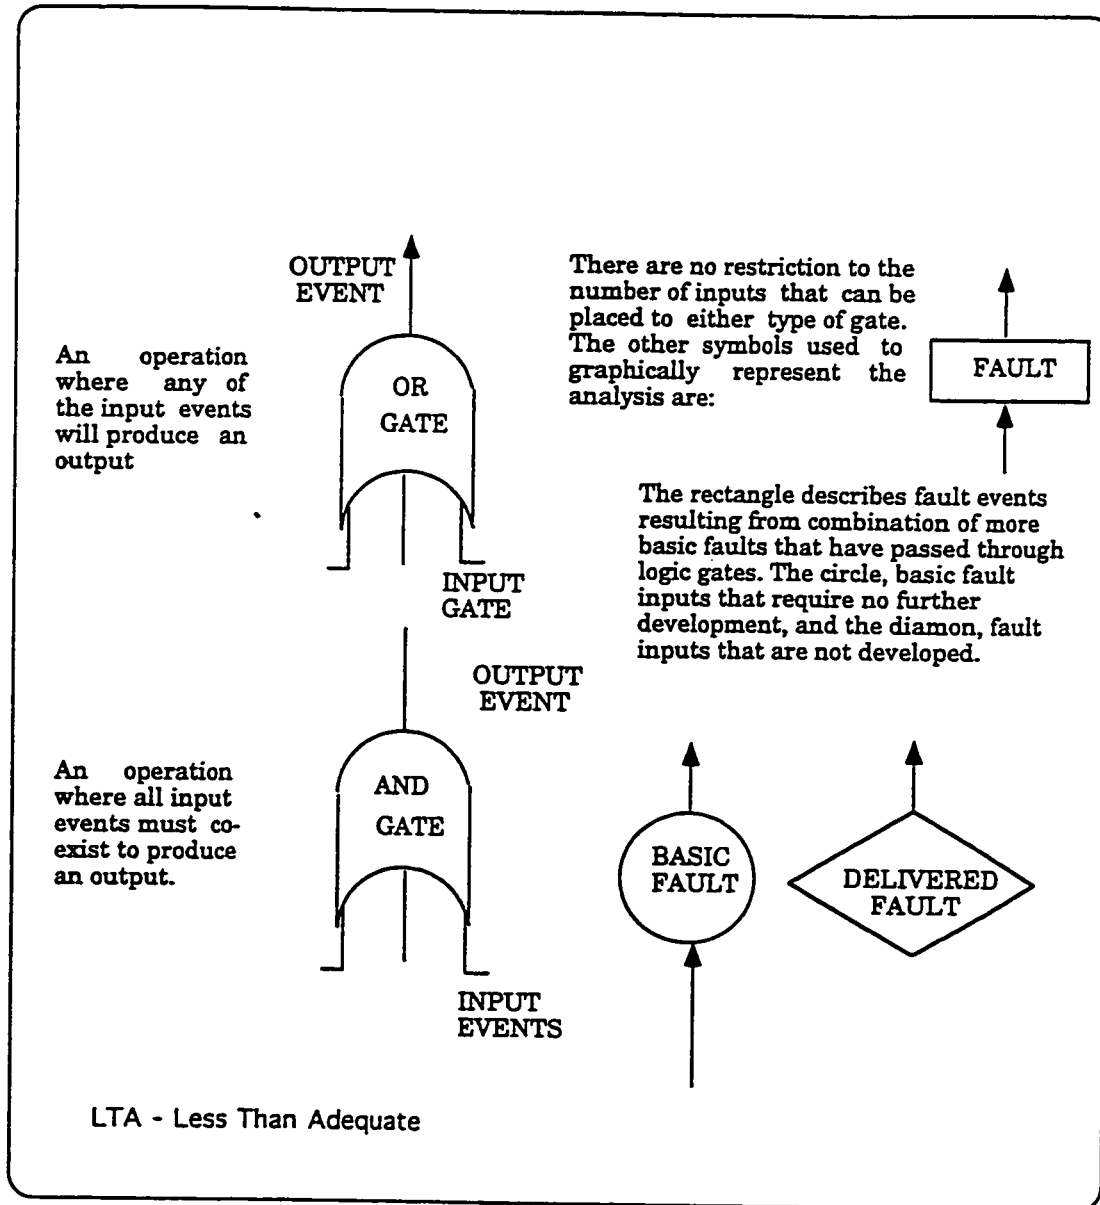 OUTPUT
EVENT
An operation
where any of
the input events
will produce an
output
OR
GATE
INPUT
GATE
There are no restriction to the
number of inputs that can be
placed to either type of gate.
The other symbols used to
graphically represent the
analysis are:
FAULT
The rectangle describes fault events
resulting from combination of more
basic faults that have passed through
logic gates. The circle, basic fault
inputs that require no further
development, and the diamon, fault
inputs that are not developed.
OUTPUT
EVENT
An operation
where all input
events must co-
exist to produce
an output.
AND
GATE
INPUT
EVENTS
BASIC
FAULT
DELIVERED
FAULT
LTA - Less Than Adequate